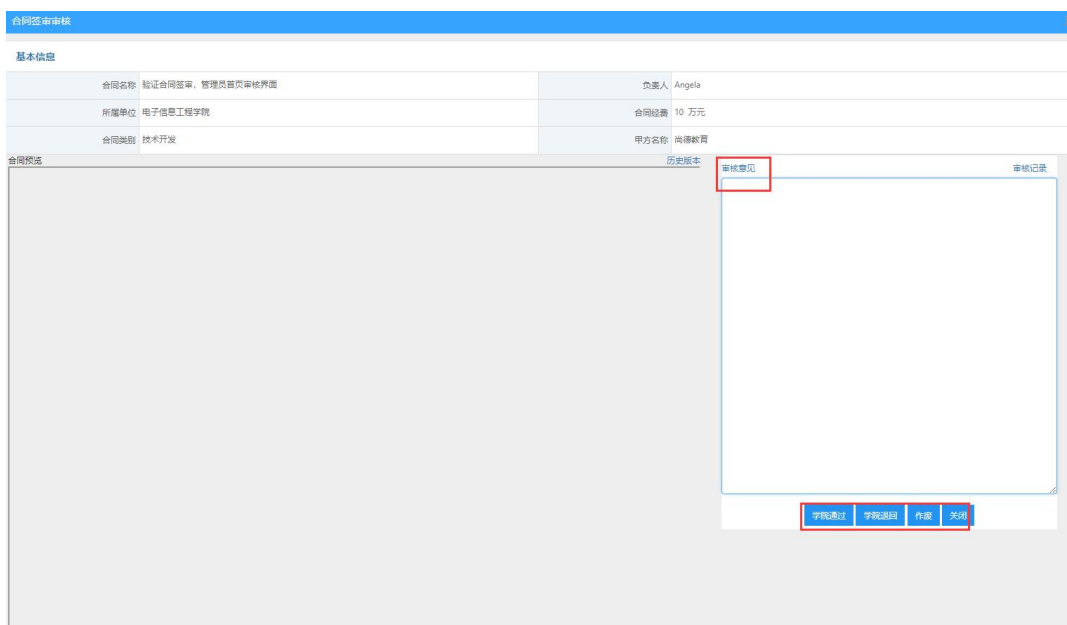 合同签审审核
基本信息
合同名称 验证合同签审，管理员首页审核界面 负责人 Angela
所属单位 电子信息工程学院 合同经费 10 万元
合同类别 技术开发 甲方名称 尚德教育
合同预览 历史版本 审核意见 审核记录
学院通过 学院退回 作废 关闭